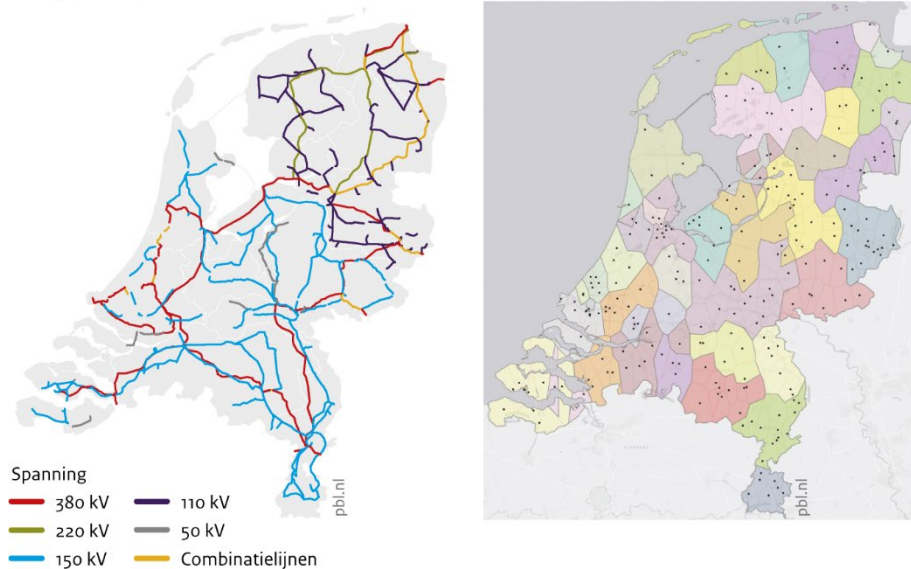 Spanning
380 kV
220 kV
150 kV
110 kV
50 kV
Combinatielijnen
pbl.nl
pbl.nl